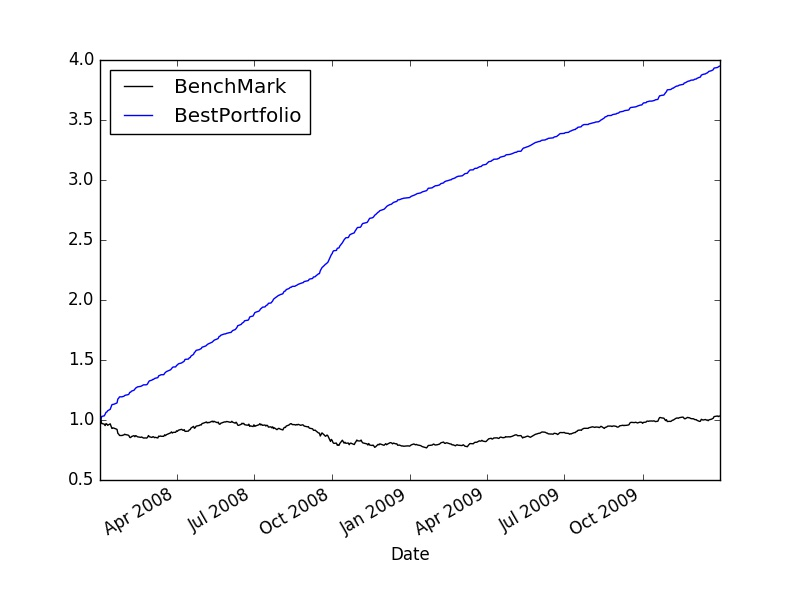 BenchMark
BestPortfolio
4.0
3.5
3.0
2.5
2.0
1.5
1.0
0.5
Apr 2008
Jul 2008
Oct 2008
Jan 2009
Apr 2009
Jul 2009
Oct 2009
Date